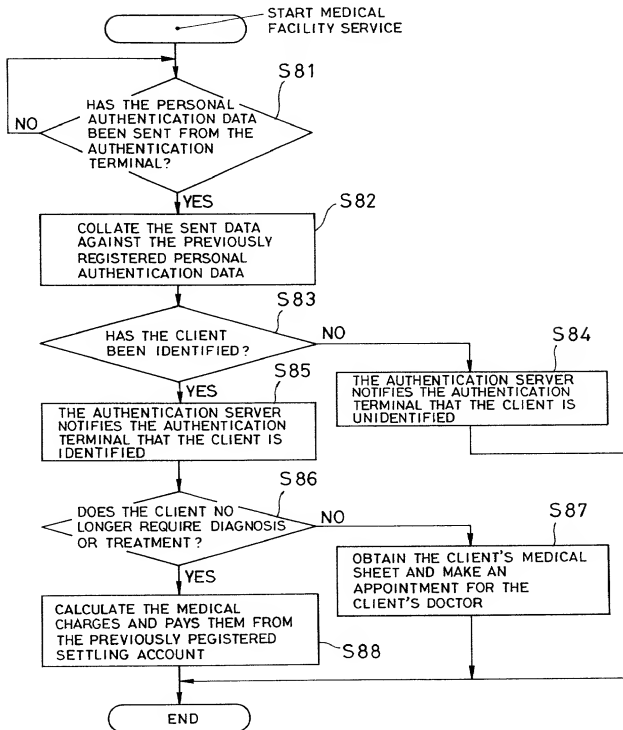 START MEDICAL
FACILITY SERVICE
S81
HAS THE PERSONAL
AUTHENTICATION DATA
BEEN SENT FROM THE
AUTHENTICATION
TERMINAL?
NO
YES
S82
COLLATE THE SENT DATA
AGAINST THE PREVIOUSLY
REGISTERED PERSONAL
AUTHENTICATION DATA
S83
HAS THE CLIENT
BEEN IDENTIFIED?
NO
YES
S84
THE AUTHENTICATION SERVER
NOTIFIES THE AUTHENTICATION
TERMINAL THAT THE CLIENT IS
UNIDENTIFIED
S85
THE AUTHENTICATION SERVER
NOTIFIES THE AUTHENTICATION
TERMINAL THAT THE CLIENT IS
IDENTIFIED
S86
DOES THE CLIENT NO
LONGER REQUIRE DIAGNOSIS
OR TREATMENT?
NO
YES
S87
OBTAIN THE CLIENT'S MEDICAL
SHEET AND MAKE AN
APPOINTMENT FOR THE
CLIENT'S DOCTOR
CALCULATE THE MEDICAL
CHARGES AND PAYS THEM FROM
THE PREVIOUSLY PEGISTERED
SETTLING ACCOUNT
S88
END